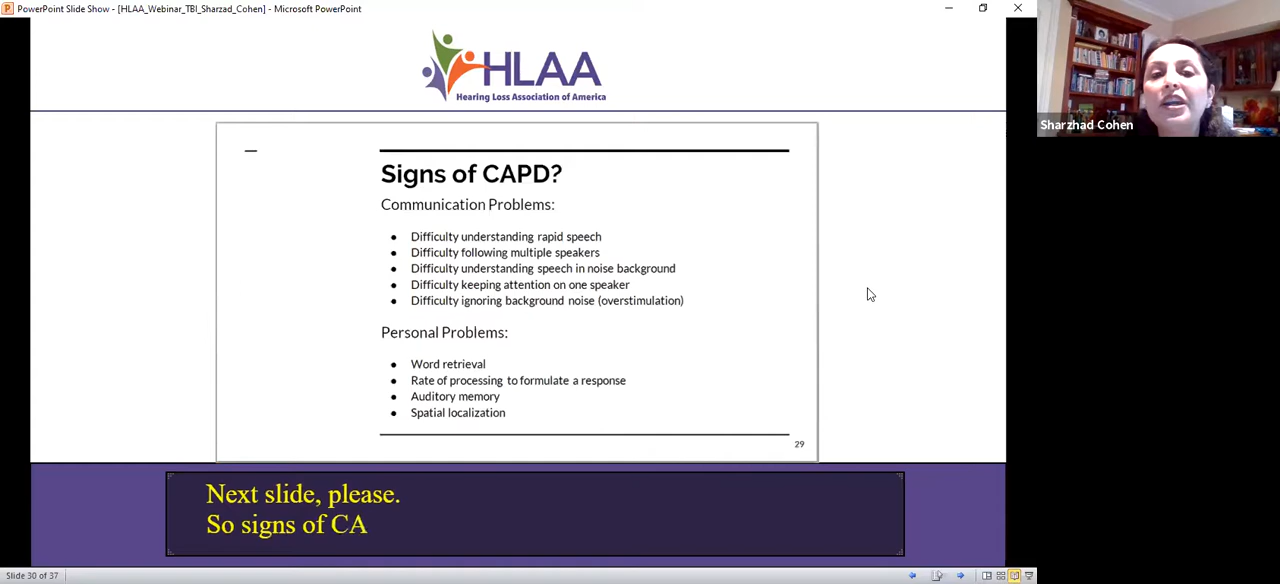 PowerPoint Slide Show - [HLAA_Webinar_TBI_Sharzad_Cohen] - Microsoft PowerPoint
HLAA
Hearing Loss Association of America
Sharzhad Cohen
Signs of CAPD?
Communication Problems:
● Difficulty understanding rapid speech
● Difficulty following multiple speakers
● Difficulty understanding speech in noise background
● Difficulty keeping attention on one speaker
● Difficulty ignoring background noise (overstimulation)
Personal Problems:
● Word retrieval
● Rate of processing to formulate a response
● Auditory memory
● Spatial localization
29
Next slide, please.
So signs of CA
Slide 30 of 37